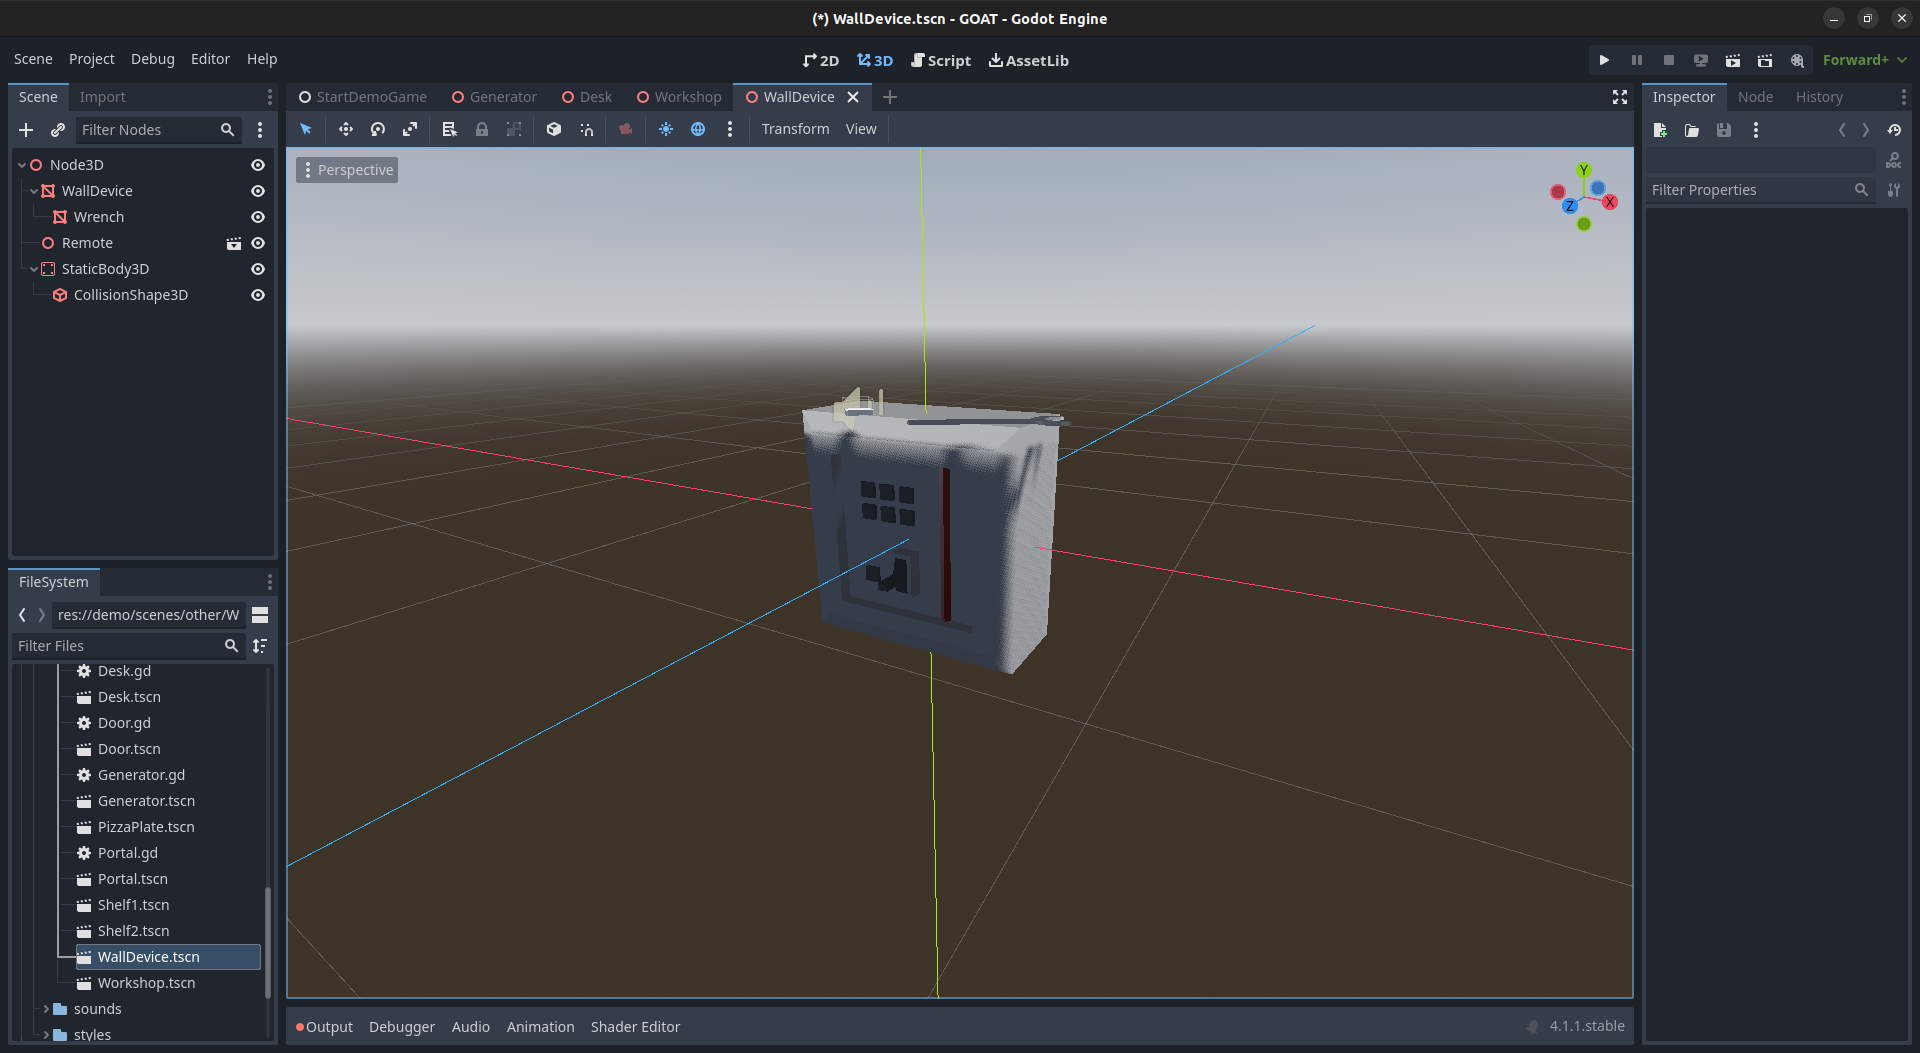 (*) WallDevice.tscn - GOAT - Godot Engine
Scene Project Debug Editor Help
2D 3D Script AssetLib
Forward+
Scene Import
StartDemoGame Generator Desk Workshop WallDevice
Inspector Node History
Filter Nodes
Transform View
Node3D
WallDevice
Wrench
Remote
StaticBody3D
CollisionShape3D
Perspective
Y
X
Z
DOC
Filter Properties
FileSystem
res://demo/scenes/other/W
Filter Files
Desk.gd
Desk.tscn
Door.gd
Door.tscn
Generator.gd
Generator.tscn
PizzaPlate.tscn
Portal.gd
Portal.tscn
Shelf1.tscn
Shelf2.tscn
WallDevice.tscn
Workshop.tscn
sounds
styles
Output Debugger Audio Animation Shader Editor
4.1.1.stable